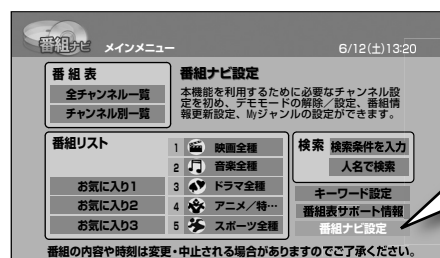 番組ナビ メインメニュー 6/12(土)13:20
番組表
全チャンネル一覧
チャンネル別一覧
番組ナビ設定
本機能を利用するために必要なチャンネル設
定を初め、デモモードの解除／設定、番組情
報更新設定、Myジャンルの設定ができます。
番組リスト
お気に入り1
お気に入り2
お気に入り3
1 映画全種
2 音楽全種
3 ドラマ全種
4 アニメ／特…
5 スポーツ全種
検索 検索条件を入力
人名で検索
キーワード設定
番組表サポート情報
番組ナビ設定
番組の内容や時刻は変更・中止される場合がありますのでご了承ください。